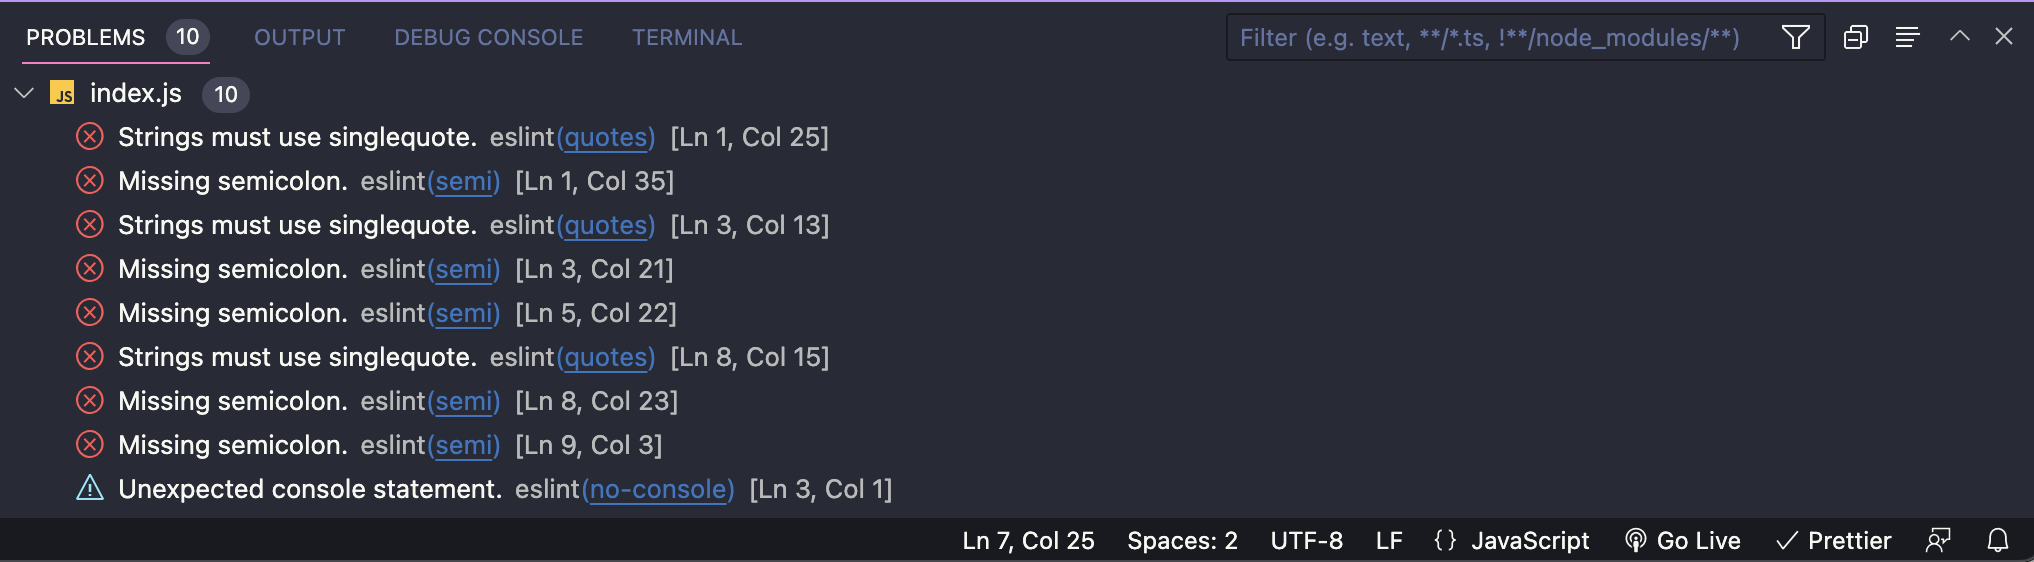 PROBLEMS 10 OUTPUT DEBUG CONSOLE TERMINAL Filter (e.g. text, **/*.ts, !**/node_modules/**)
JS index.js 10
Strings must use singlequote. eslint(quotes) [Ln 1, Col 25]
Missing semicolon. eslint(semi) [Ln 1, Col 35]
Strings must use singlequote. eslint(quotes) [Ln 3, Col 13]
Missing semicolon. eslint(semi) [Ln 3, Col 21]
Missing semicolon. eslint(semi) [Ln 5, Col 22]
Strings must use singlequote. eslint(quotes) [Ln 8, Col 15]
Missing semicolon. eslint(semi) [Ln 8, Col 23]
Missing semicolon. eslint(semi) [Ln 9, Col 3]
Unexpected console statement. eslint(no-console) [Ln 3, Col 1]
Ln 7, Col 25 Spaces: 2 UTF-8 LF {} JavaScript Go Live Prettier